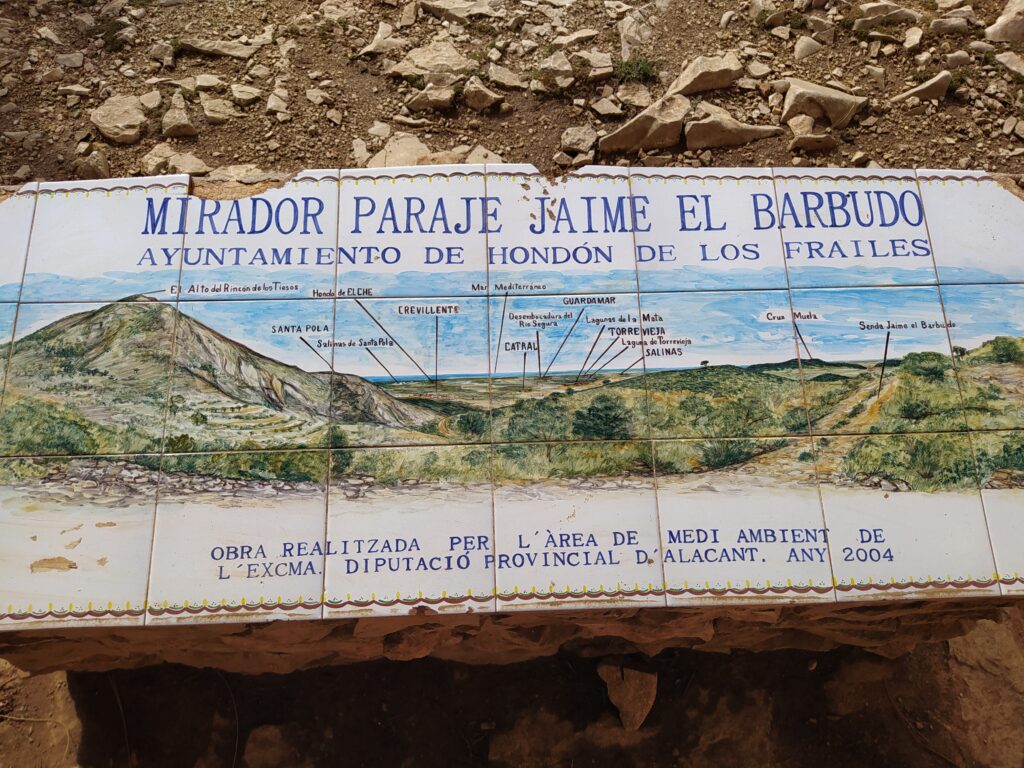 MIRADOR PARAJE JAIME EL BARBUDO
AYUNTAMIENTO DE HONDÓN DE LOS FRAILES
El Alto del Rincón de los Tiesos
Hondo de ELCHE
Mar Mediterráneo
CREVILLENTE
GUARDAMAR
Desembocadura del
Río Segura
Lagunas de la Mata
Cruz Muela
Senda Jaime el Barbudo
SANTA POLA
TORREVIEJA
Salinas de Santa Pola
CATRAL
Laguna de Torrevieja
SALINAS
OBRA REALITZADA PER L´ÀREA DE MEDI AMBIENT DE
L´EXCMA. DIPUTACIÓ PROVINCIAL D´ALACANT. ANY 2004